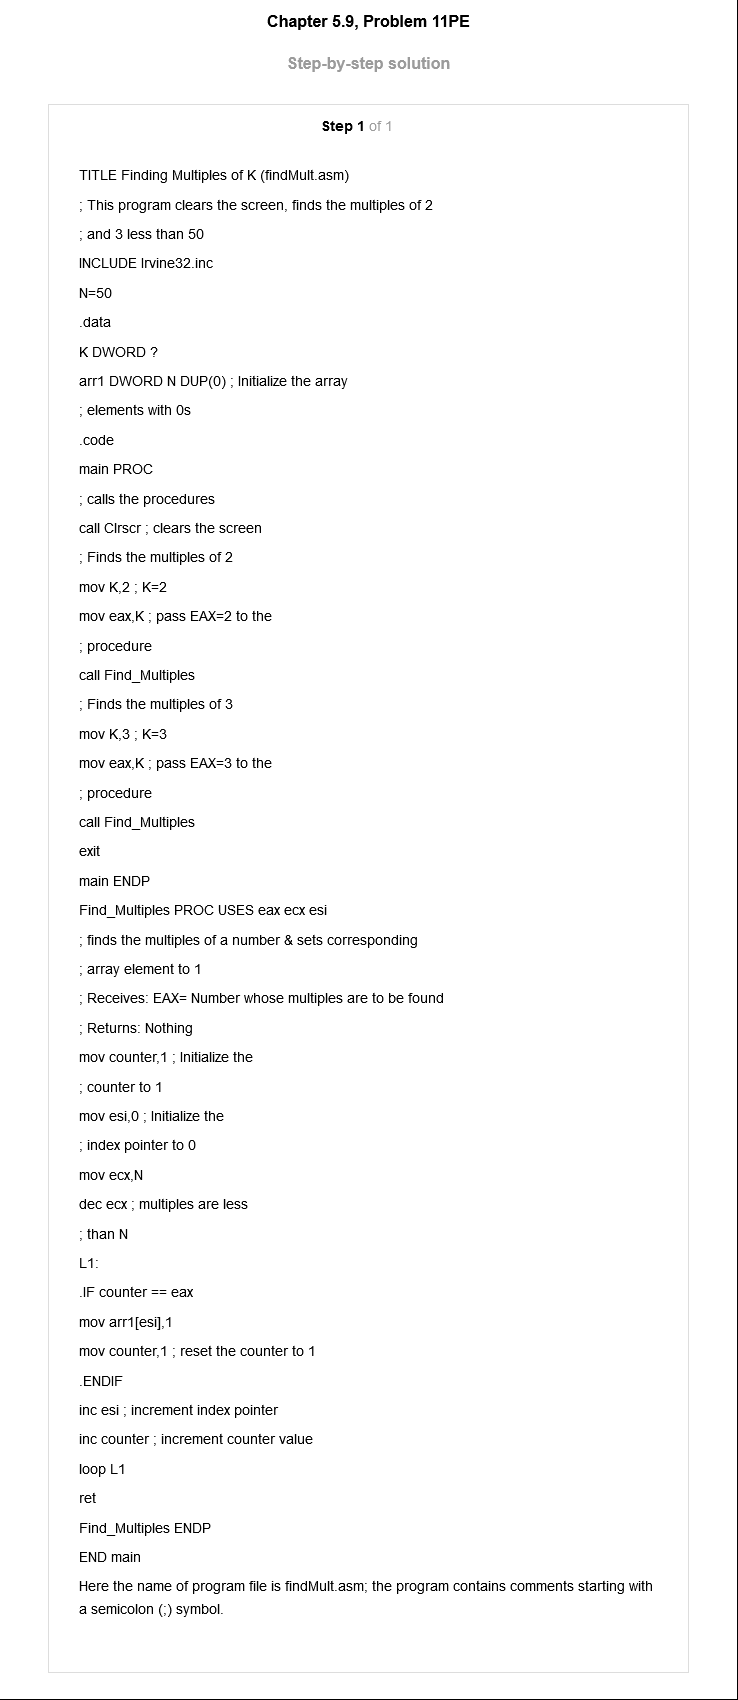 Chapter 5.9, Problem 11PE
Step-by-step solution
Step 1 of 1
TITLE Finding Multiples of K (findMult.asm)
; This program clears the screen, finds the multiples of 2
; and 3 less than 50
INCLUDE Irvine32.inc
N=50
.data
K DWORD ?
arr1 DWORD N DUP(0) ; Initialize the array
; elements with 0s
.code
main PROC
; calls the procedures
call Clrscr ; clears the screen
; Finds the multiples of 2
mov K,2 ; K=2
mov eax,K ; pass EAX=2 to the
; procedure
call Find_Multiples
; Finds the multiples of 3
mov K,3 ; K=3
mov eax,K ; pass EAX=3 to the
; procedure
call Find_Multiples
exit
main ENDP
Find_Multiples PROC USES eax ecx esi
; finds the multiples of a number & sets corresponding
; array element to 1
; Receives: EAX= Number whose multiples are to be found
; Returns: Nothing
mov counter,1 ; Initialize the
; counter to 1
mov esi,0 ; Initialize the
; index pointer to 0
mov ecx,N
dec ecx ; multiples are less
; than N
L1:
.IF counter == eax
mov arr1[esi],1
mov counter,1 ; reset the counter to 1
.ENDIF
inc esi ; increment index pointer
inc counter ; increment counter value
loop L1
ret
Find_Multiples ENDP
END main
Here the name of program file is findMult.asm; the program contains comments starting with
a semicolon (;) symbol.